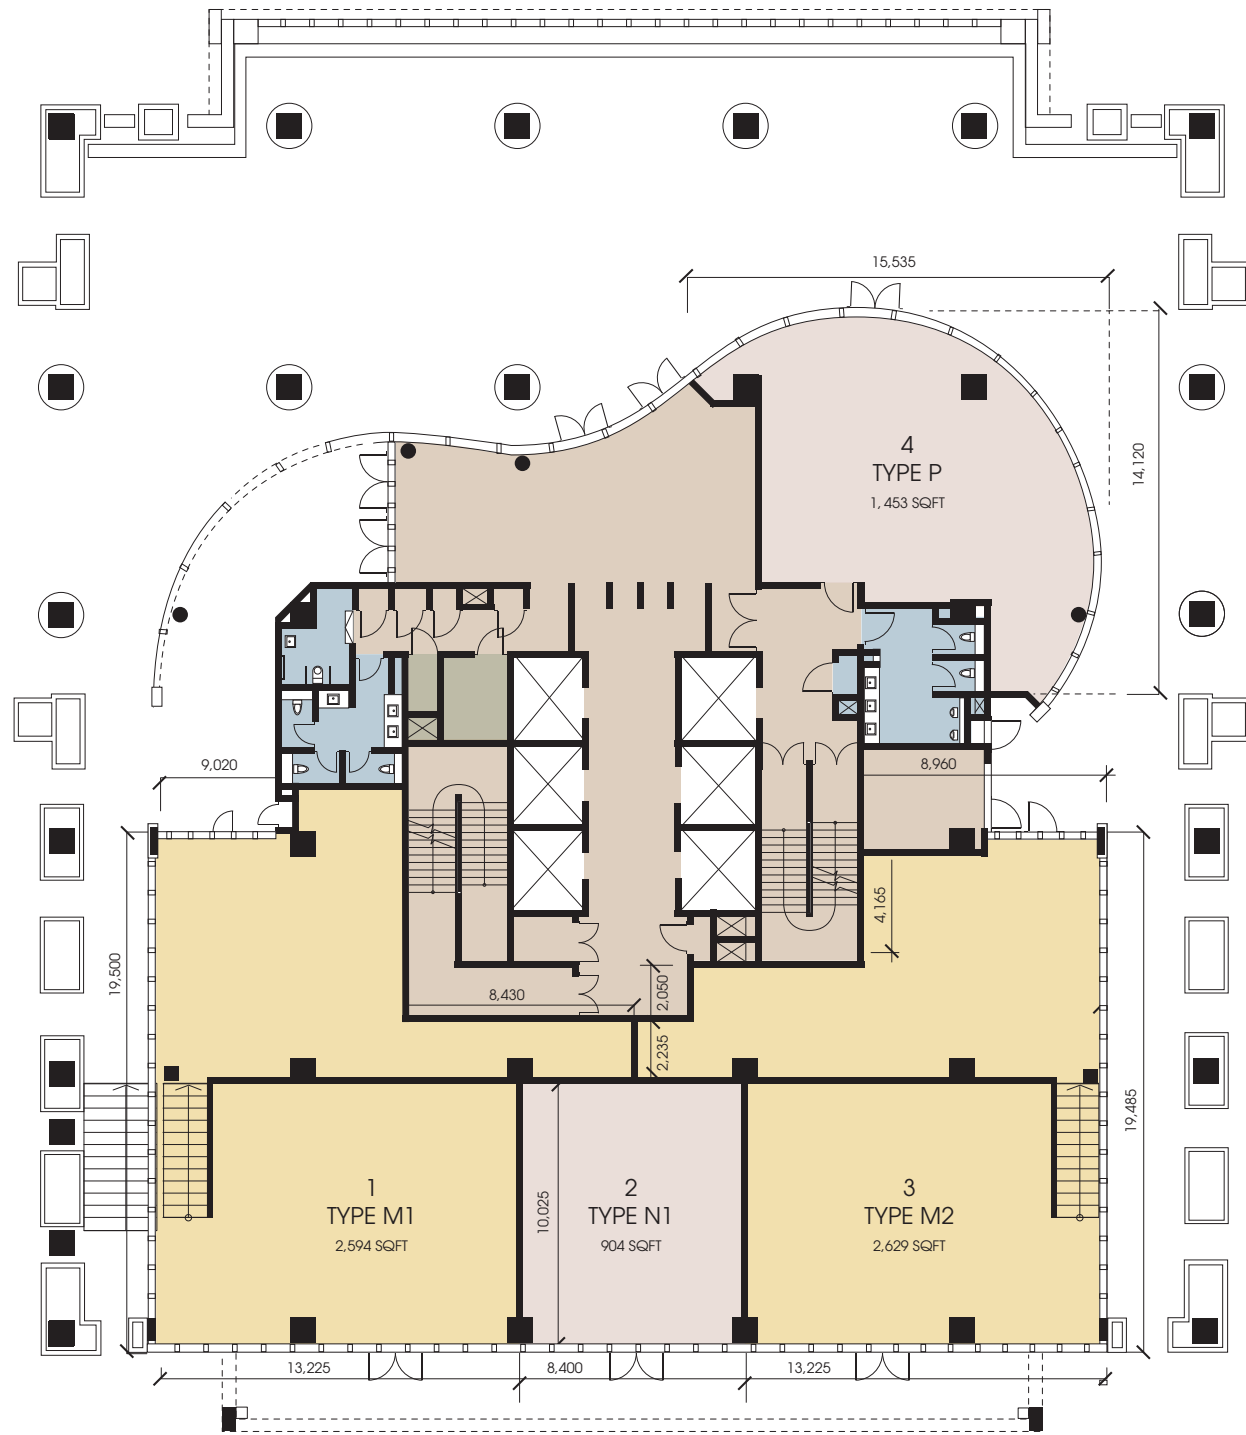 15,535
14,120
4
TYPE P
1, 453 SQFT
9,020
8,960
4,165
19,500
8,430
2,050
2,235
19,485
10,025
1
TYPE M1
2,594 SQFT
2
TYPE N1
904 SQFT
3
TYPE M2
2,629 SQFT
13,225
8,400
13,225